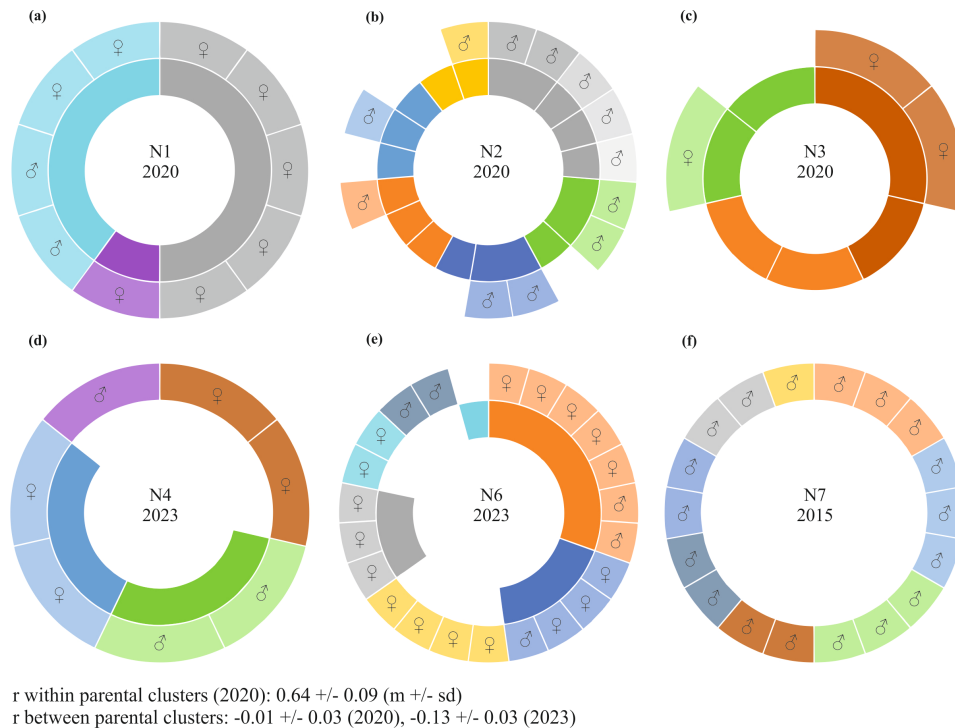 (a)
(b)
(c)
N1
2020
N2
2020
N3
2020
(d)
(e)
(f)
N4
2023
N6
2023
N7
2015
r within parental clusters (2020): 0.64 +/- 0.09 (m +/- sd)
r between parental clusters: -0.01 +/- 0.03 (2020), -0.13 +/- 0.03 (2023)